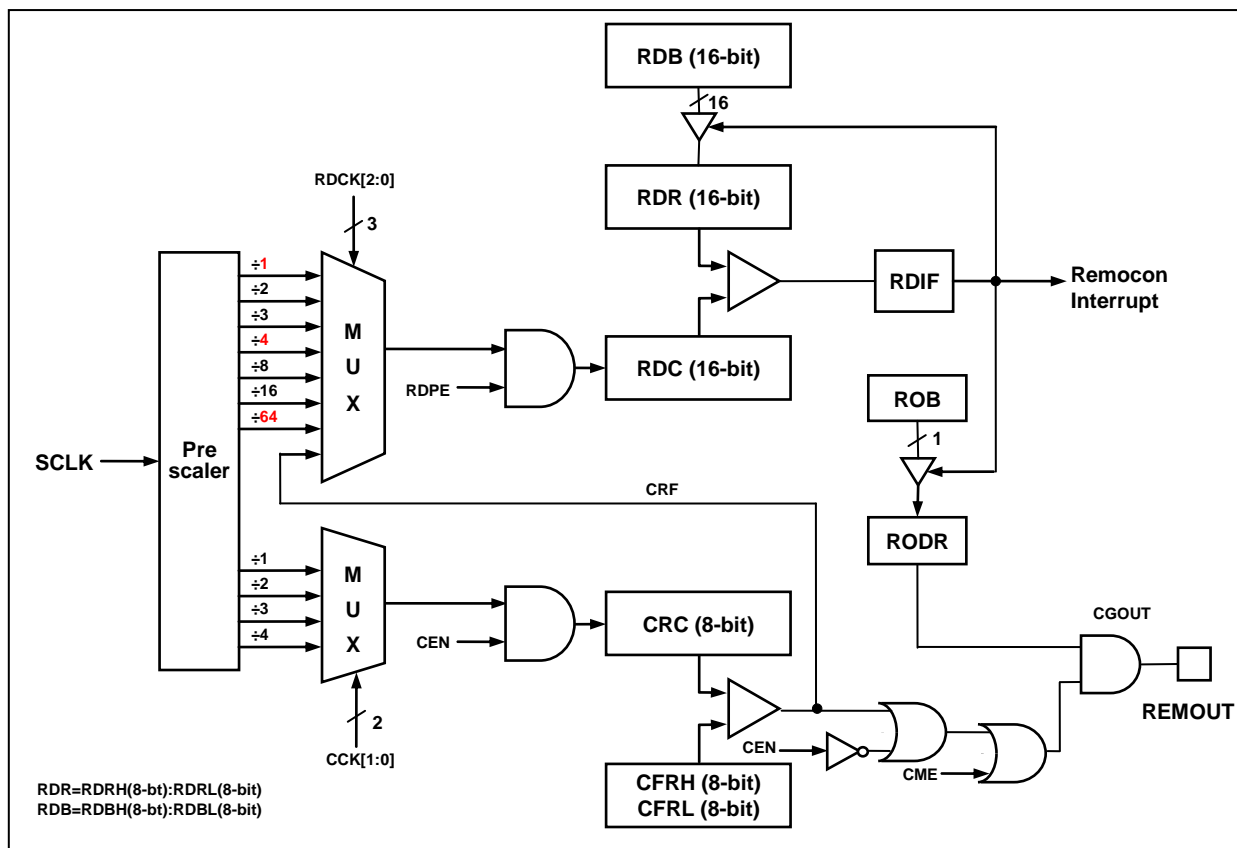 RDB (16-bit)
16
RDCK[2:0]
3
RDR (16-bit)
÷1
÷2
÷3
÷4
÷8
÷16
÷64
M
U
X
RDPE
RDC (16-bit)
RDIF
Remocon
Interrupt
ROB
1
SCLK
Pre
scaler
CRF
RODR
÷1
÷2
÷3
÷4
M
U
X
CEN
CRC (8-bit)
CGOUT
REMOUT
2
CCK[1:0]
CEN
CME
CFRH (8-bit)
CFRL (8-bit)
RDR=RDRH(8-bt):RDRL(8-bit)
RDB=RDBH(8-bt):RDBL(8-bit)